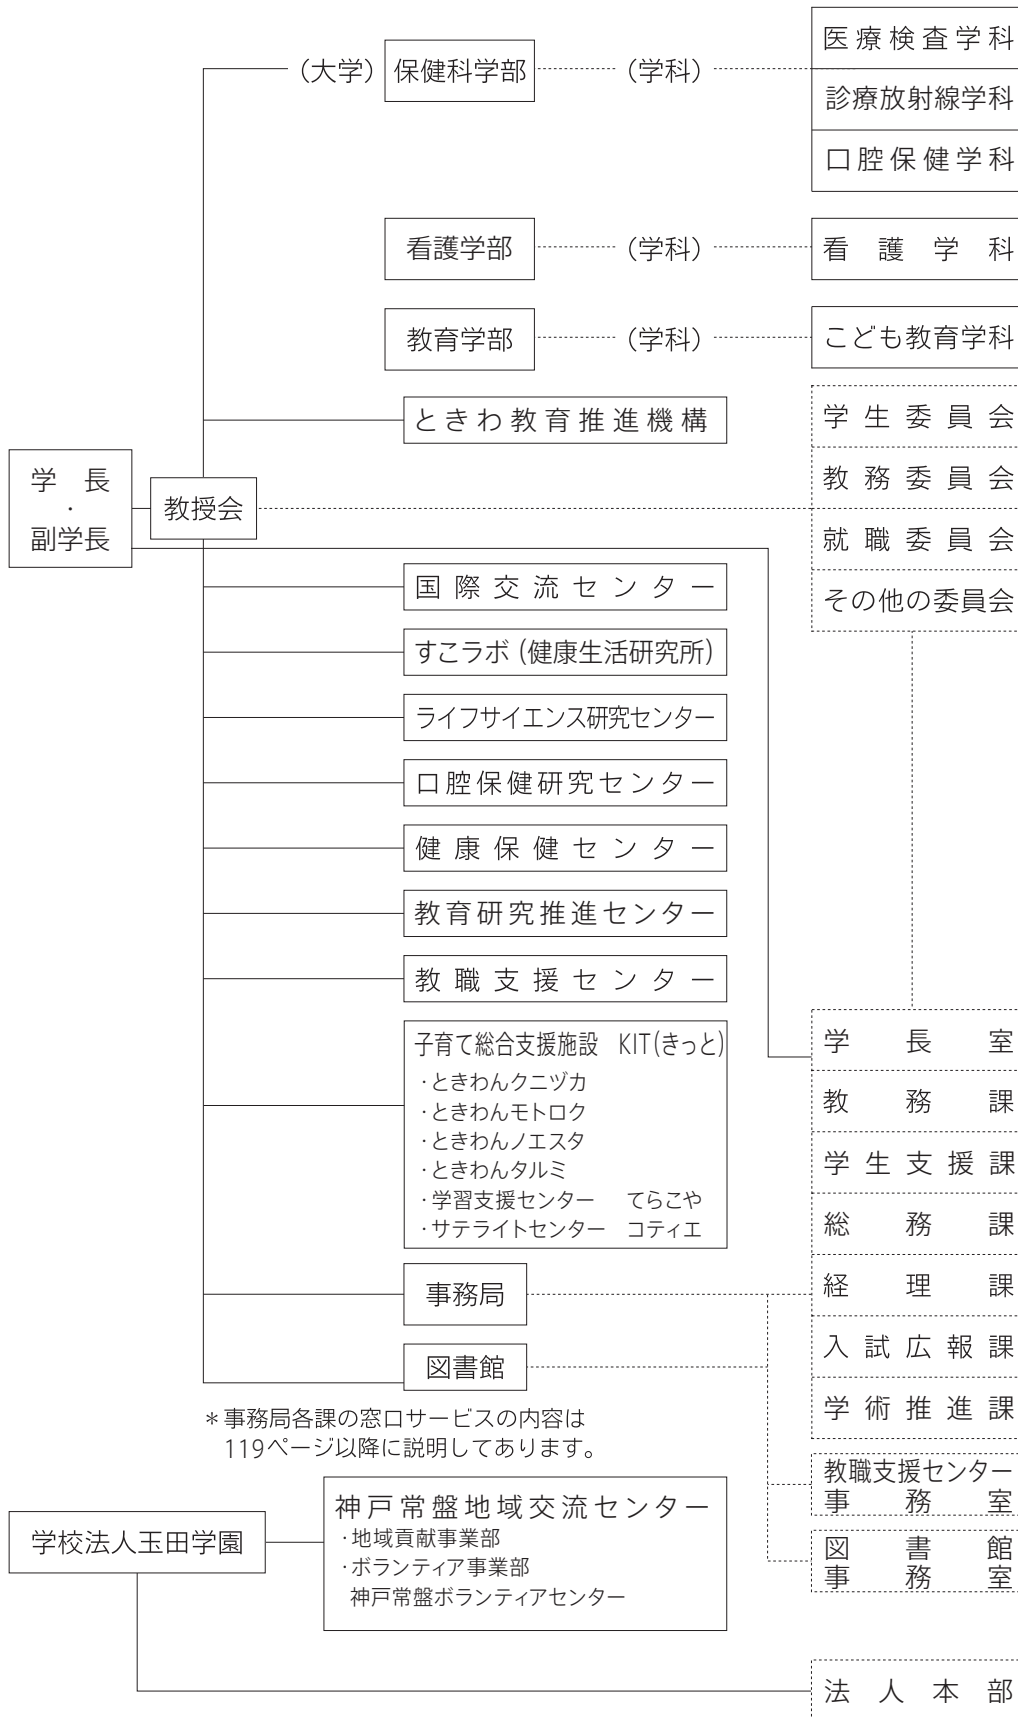 医療検査学科
(大学) 保健科学部 (学科)
診療放射線学科
口腔保健学科
看護学部 (学科) 看護学科
教育学部 (学科) こども教育学科
ときわ教育推進機構
学生委員会
教務委員会
就職委員会
その他の委員会
学長
・
副学長
教授会
国際交流センター
すこラボ(健康生活研究所)
ライフサイエンス研究センター
口腔保健研究センター
健康保健センター
教育研究推進センター
教職支援センター
子育て総合支援施設 KIT(きっと)
・ときわんクニヅカ
・ときわんモトロク
・ときわんノエスタ
・ときわんタルミ
・学習支援センター てらこや
・サテライトセンター コティエ
事務局
図書館
学長室
教務課
学生支援課
総務課
経理課
入試広報課
学術推進課
教職支援センター
事務室
図書館
事務室
*事務局各課の窓口サービスの内容は
119ページ以降に説明してあります。
学校法人玉田学園
神戸常盤地域交流センター
・地域貢献事業部
・ボランティア事業部
神戸常盤ボランティアセンター
法人本部